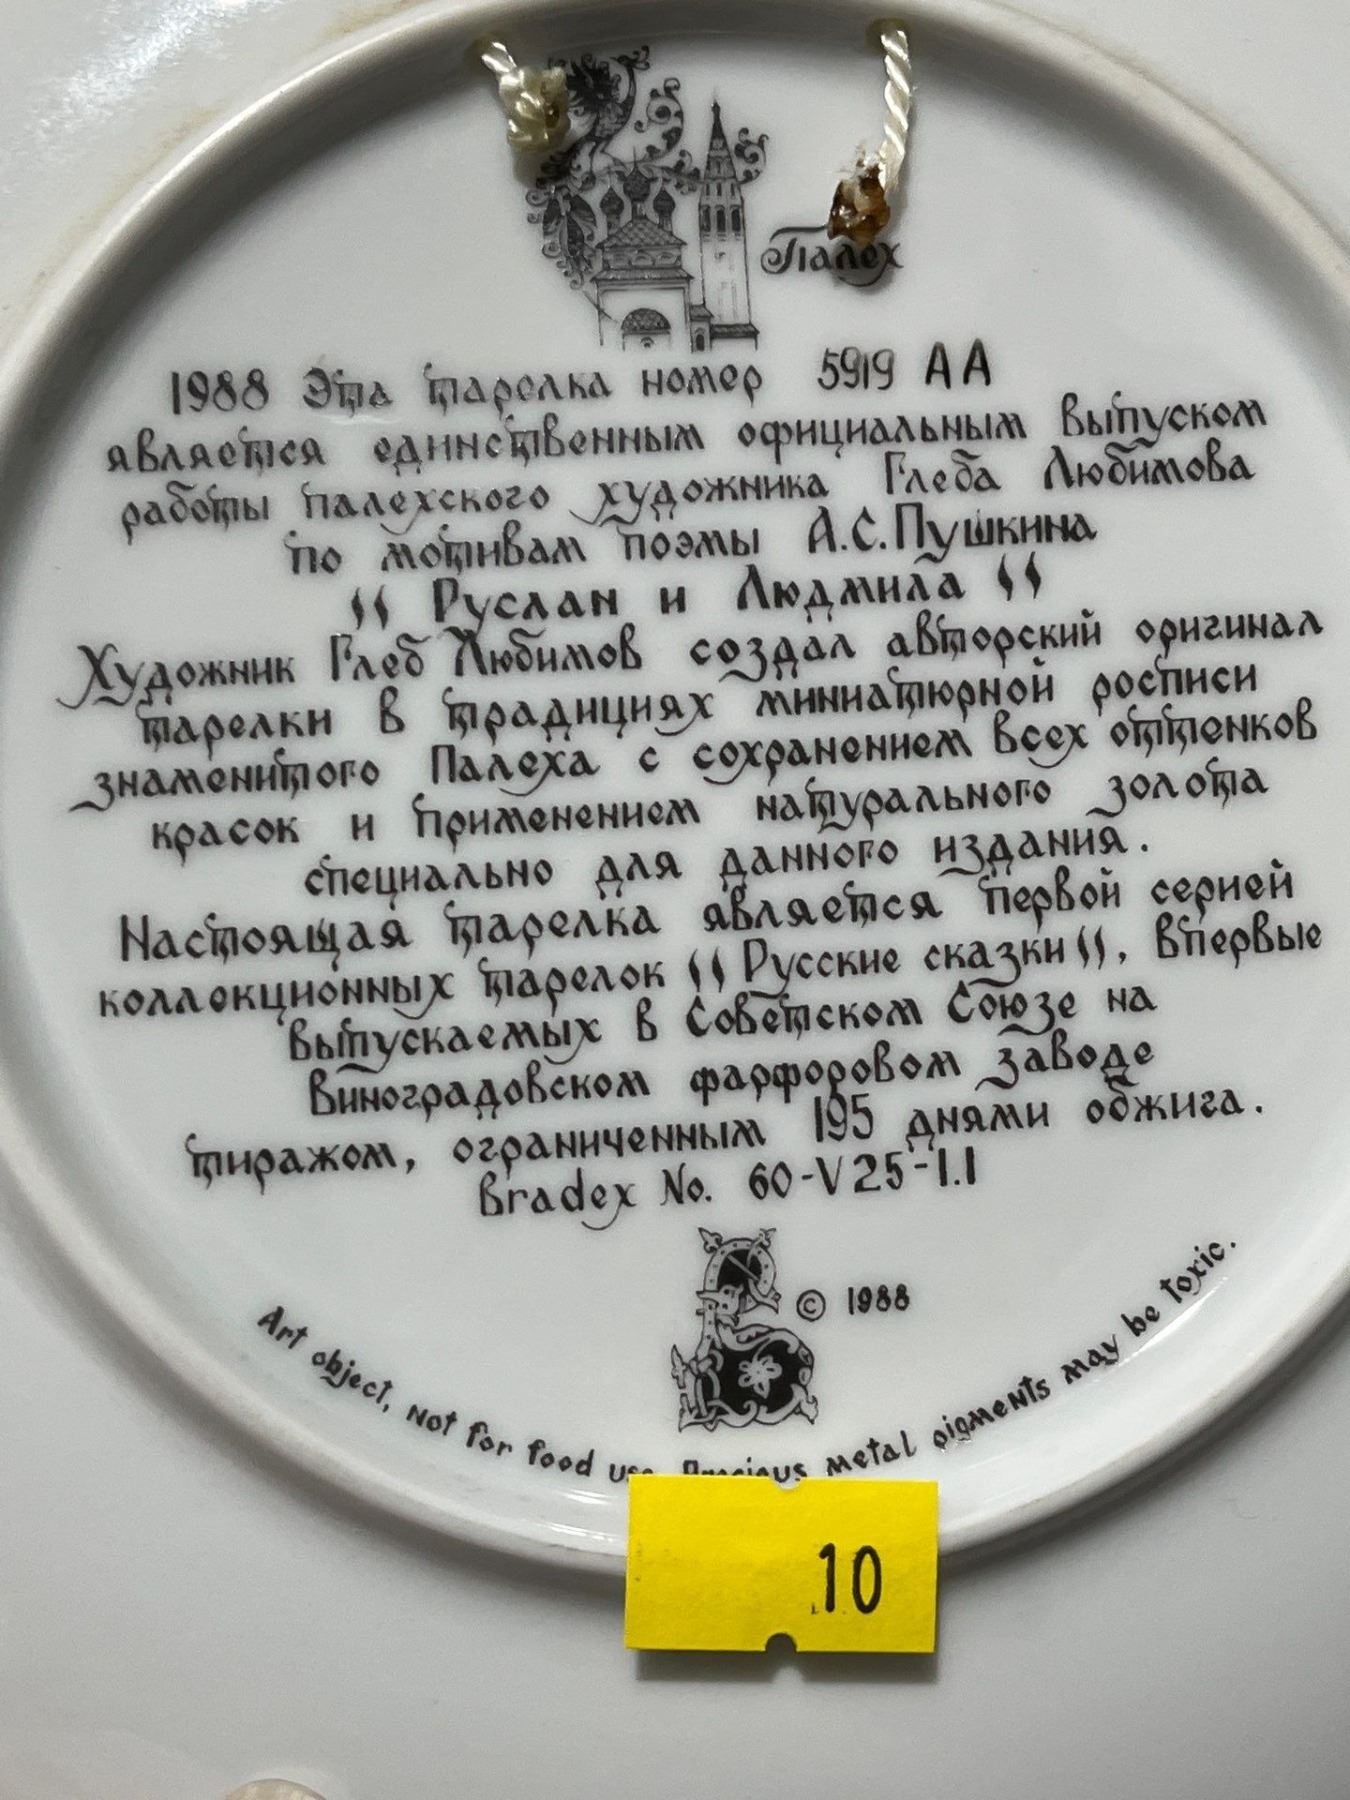 Палех
1988 Эта тарелка номер 5919 АА
является единственным официальным выпуском
работы палехского художника Глеба Любимова
по мотивам поэмы А.С.Пушкина
" Руслан и Людмила "
Художник Глеб Любимов создал авторский оригинал
тарелки в традициях миниатюрной росписи
знаменитого Палеха с сохранением всех оттенков
красок и применением натурального золота
специально для данного издания.
Настоящая тарелка является первой серией
коллекционных тарелок "Русские сказки", впервые
выпускаемых в Советском Союзе на
Виноградовском фарфоровом заводе
тиражом, ограниченным 195 днями обжига.
Bradex No. 60-V25-1.1
© 1988
Art object, not for food use. Precious metal pigments may be toxic.
10